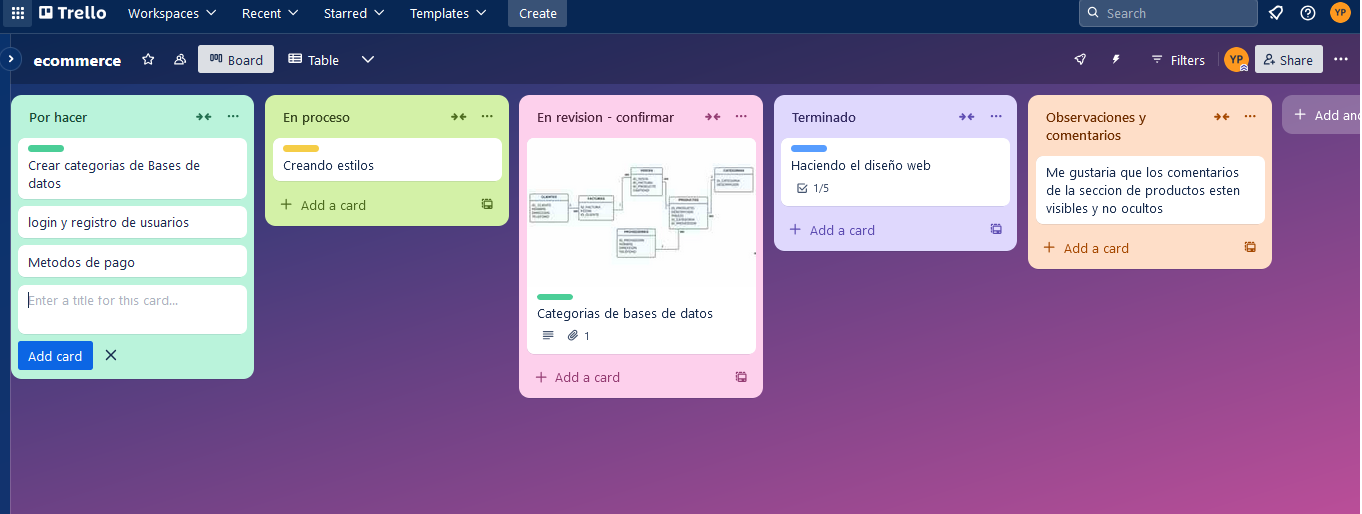 Trello
Workspaces
Recent
Starred
Templates
Create
Search
YP
ecommerce
Board
Table
Filters
YP
Share
Por hacer
Crear categorias de Bases de
datos
login y registro de usuarios
Metodos de pago
Enter a title for this card...
Add card
En proceso
Creando estilos
Add a card
En revision - confirmar
CLIENTES
FACTURAS
VENTAS
PRODUCTOS
CATEGORIAS
PROVEEDORES
Categorias de bases de datos
1
Add a card
Terminado
Haciendo el diseño web
1/5
Add a card
Observaciones y
comentarios
Me gustaria que los comentarios
de la seccion de productos esten
visibles y no ocultos
Add a card